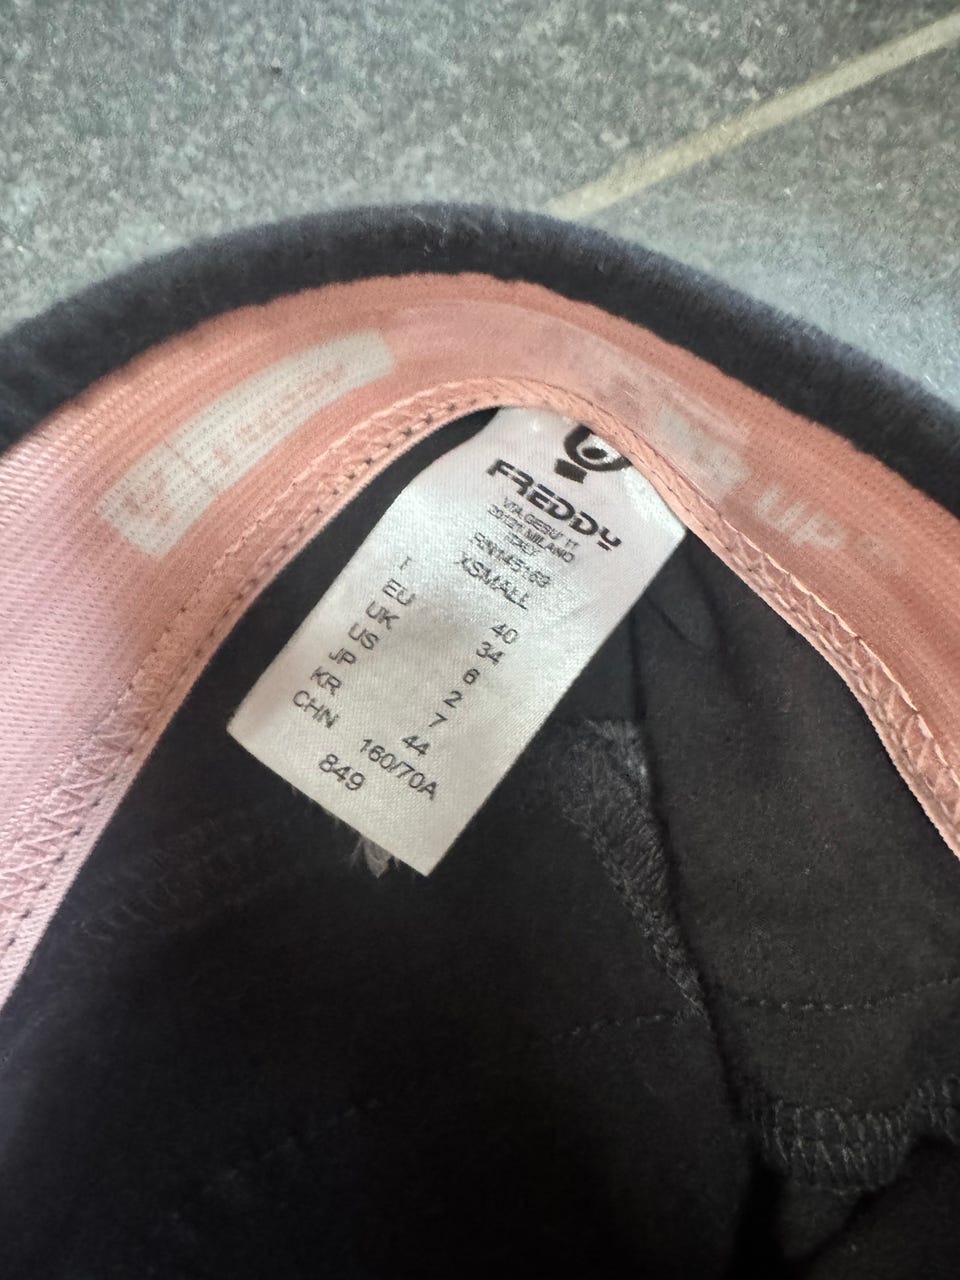 FREDDY
VIA GESU' 11
20121 MILANO
ITALY
XSMALL
I 40
EU 34
UK 6
US 2
JP 7
KR 44
CHN 160/70A
849
UP